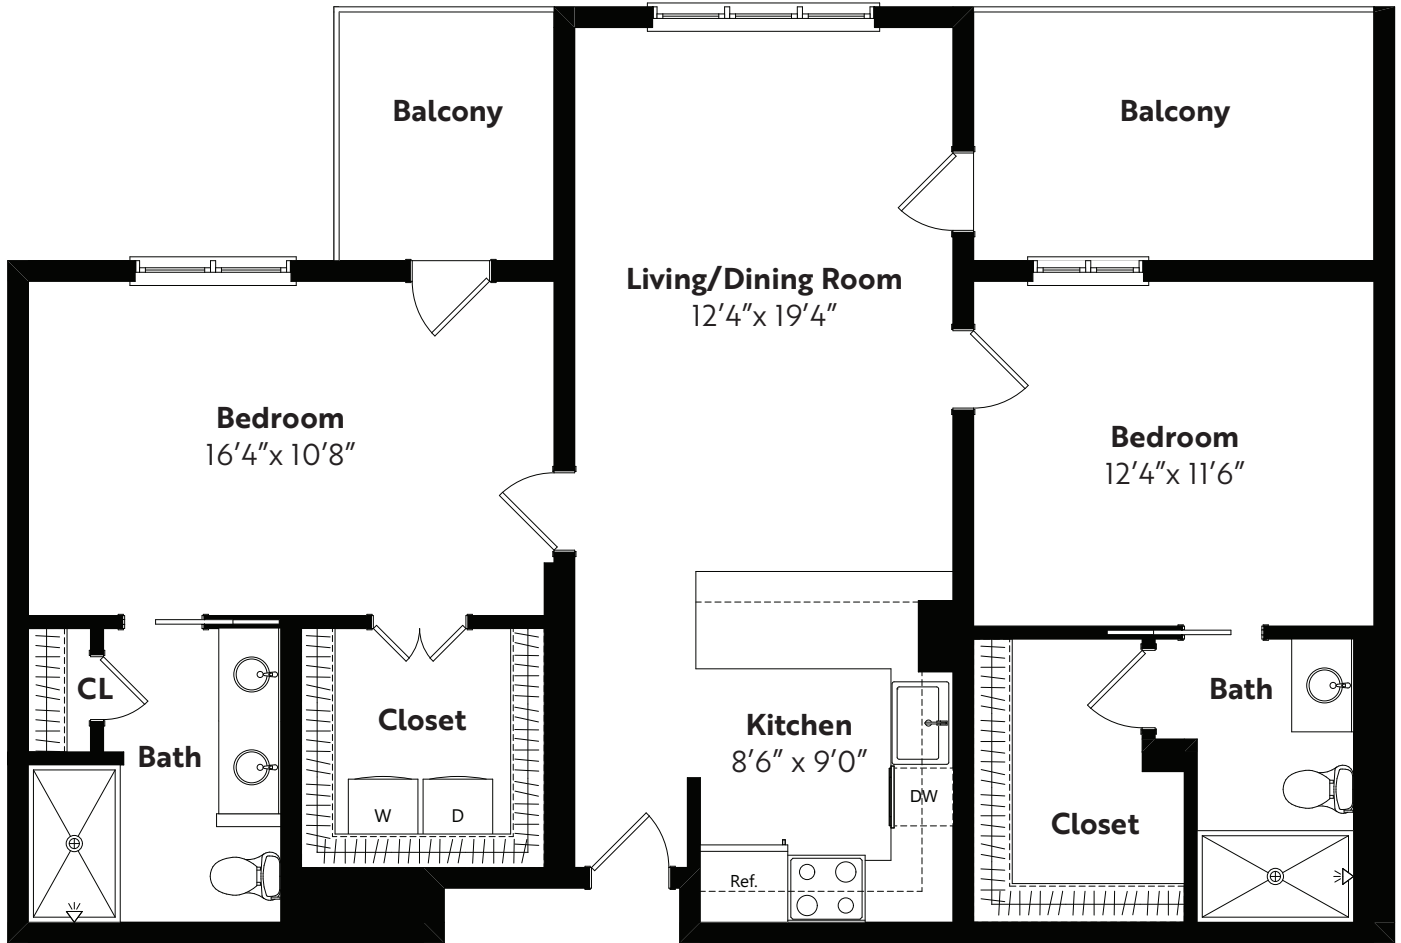 Balcony
Balcony
Living/Dining Room
12’4”x 19’4”
Bedroom
16’4”x 10’8”
Bedroom
12’4”x 11’6”
CL
Bath
Closet
W
D
Kitchen
8’6” x 9’0”
DW
Ref.
Bath
Closet